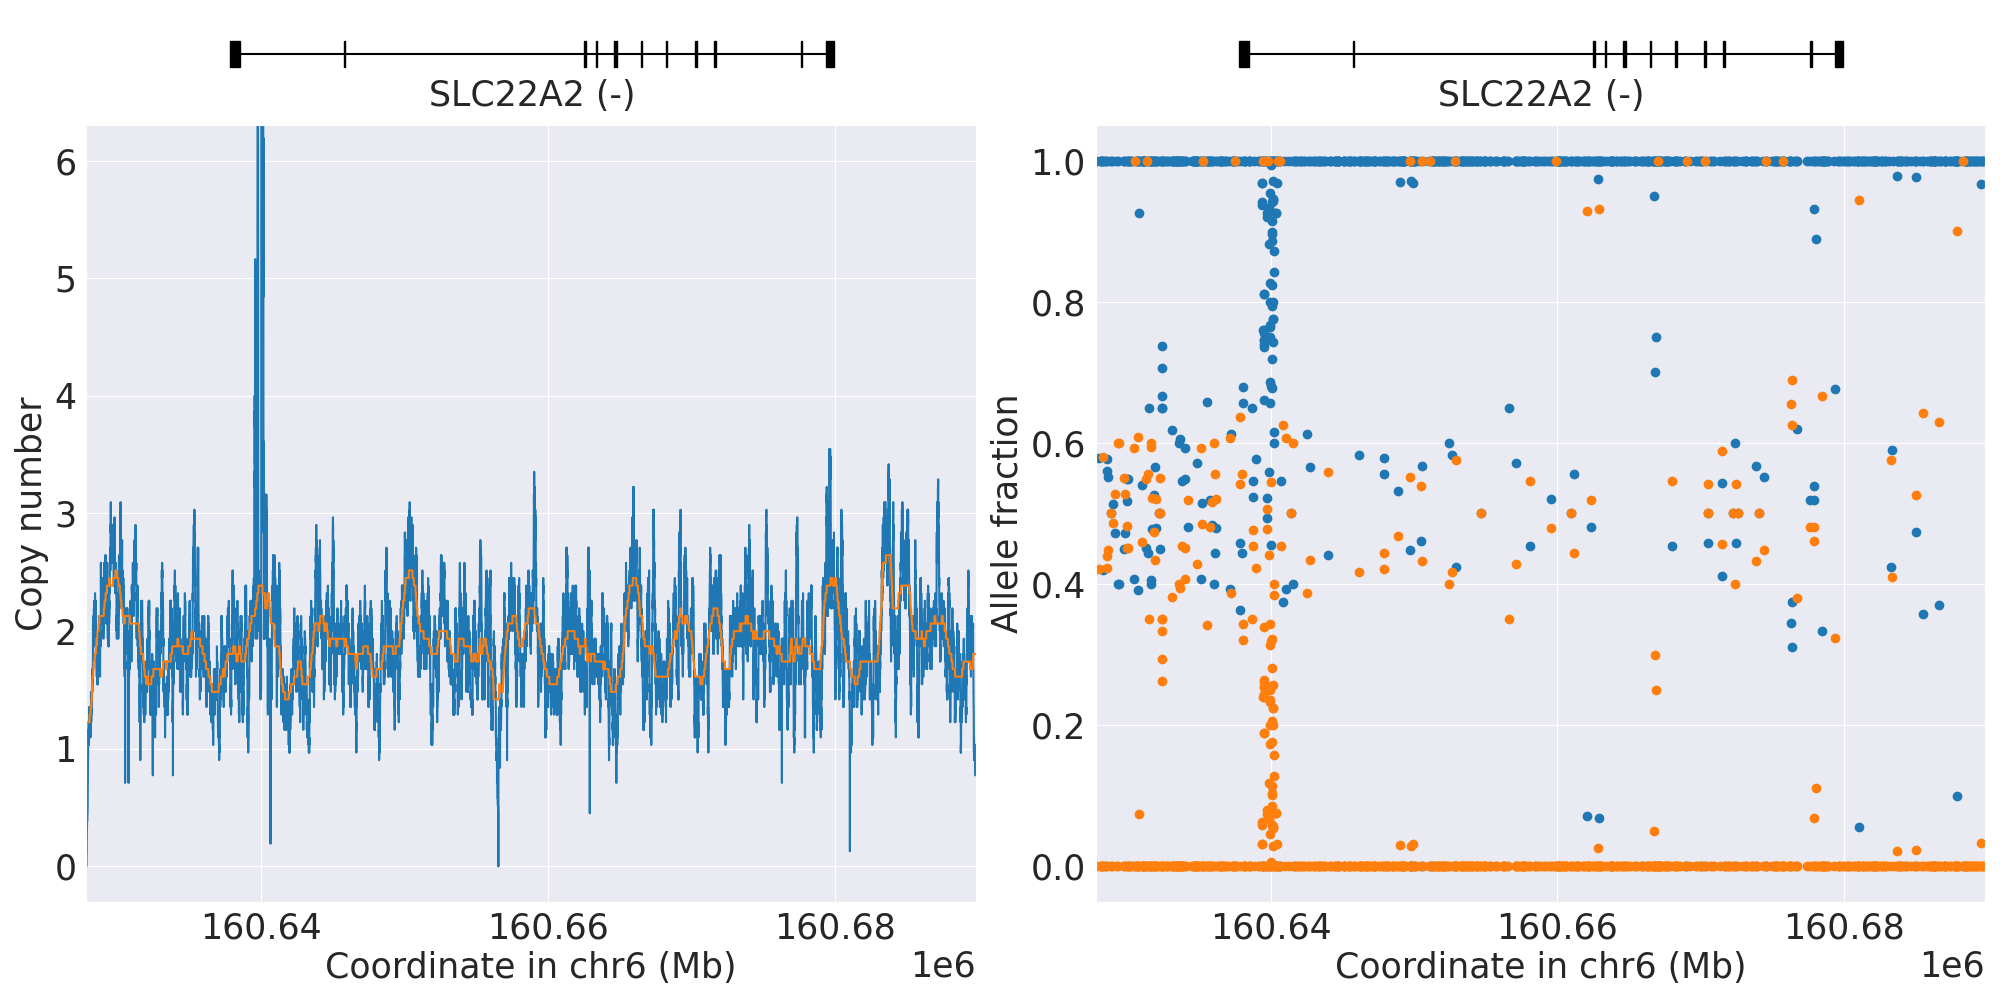 SLC22A2 (-)
Copy number
6
5
4
3
2
1
0
160.64
160.66
160.68
Coordinate in chr6 (Mb)
1e6
SLC22A2 (-)
Allele fraction
1.0
0.8
0.6
0.4
0.2
0.0
160.64
160.66
160.68
Coordinate in chr6 (Mb)
1e6